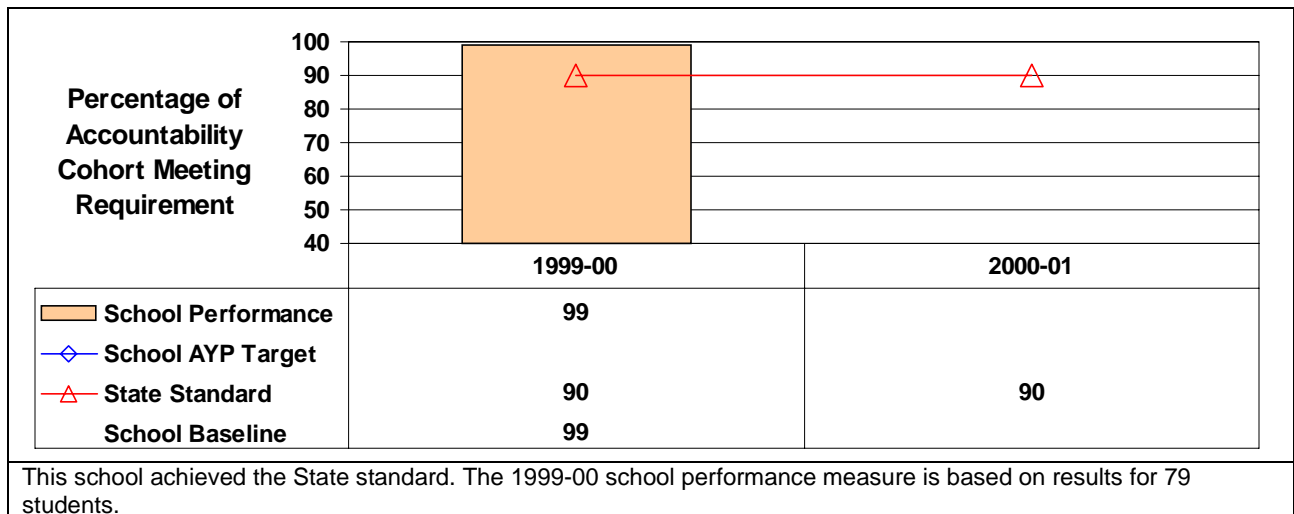 100
90
80
70
60
50
40
Percentage of
Accountability
Cohort Meeting
Requirement
1999-00 2000-01
School Performance 99
School AYP Target
State Standard 90 90
School Baseline 99
This school achieved the State standard. The 1999-00 school performance measure is based on results for 79
students.